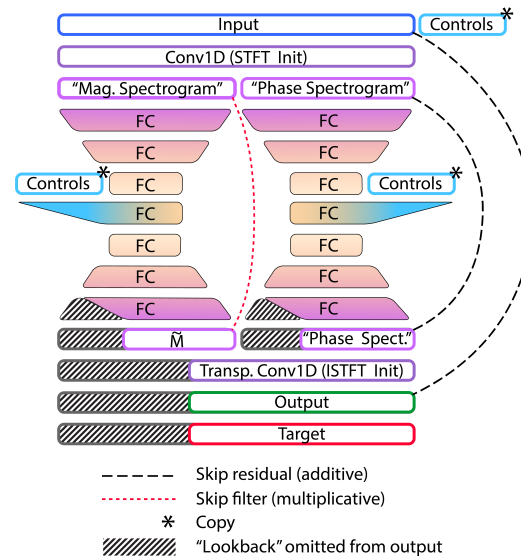 Input Controls *
Conv1D (STFT Init)
“Mag. Spectrogram” “Phase Spectrogram”
FC FC
FC FC
Controls * FC FC Controls *
FC FC
FC FC
FC FC
FC FC
M̃ “Phase Spect.”
Transp. Conv1D (ISTFT Init)
Output
Target
Skip residual (additive)
Skip filter (multiplicative)
* Copy
“Lookback” omitted from output